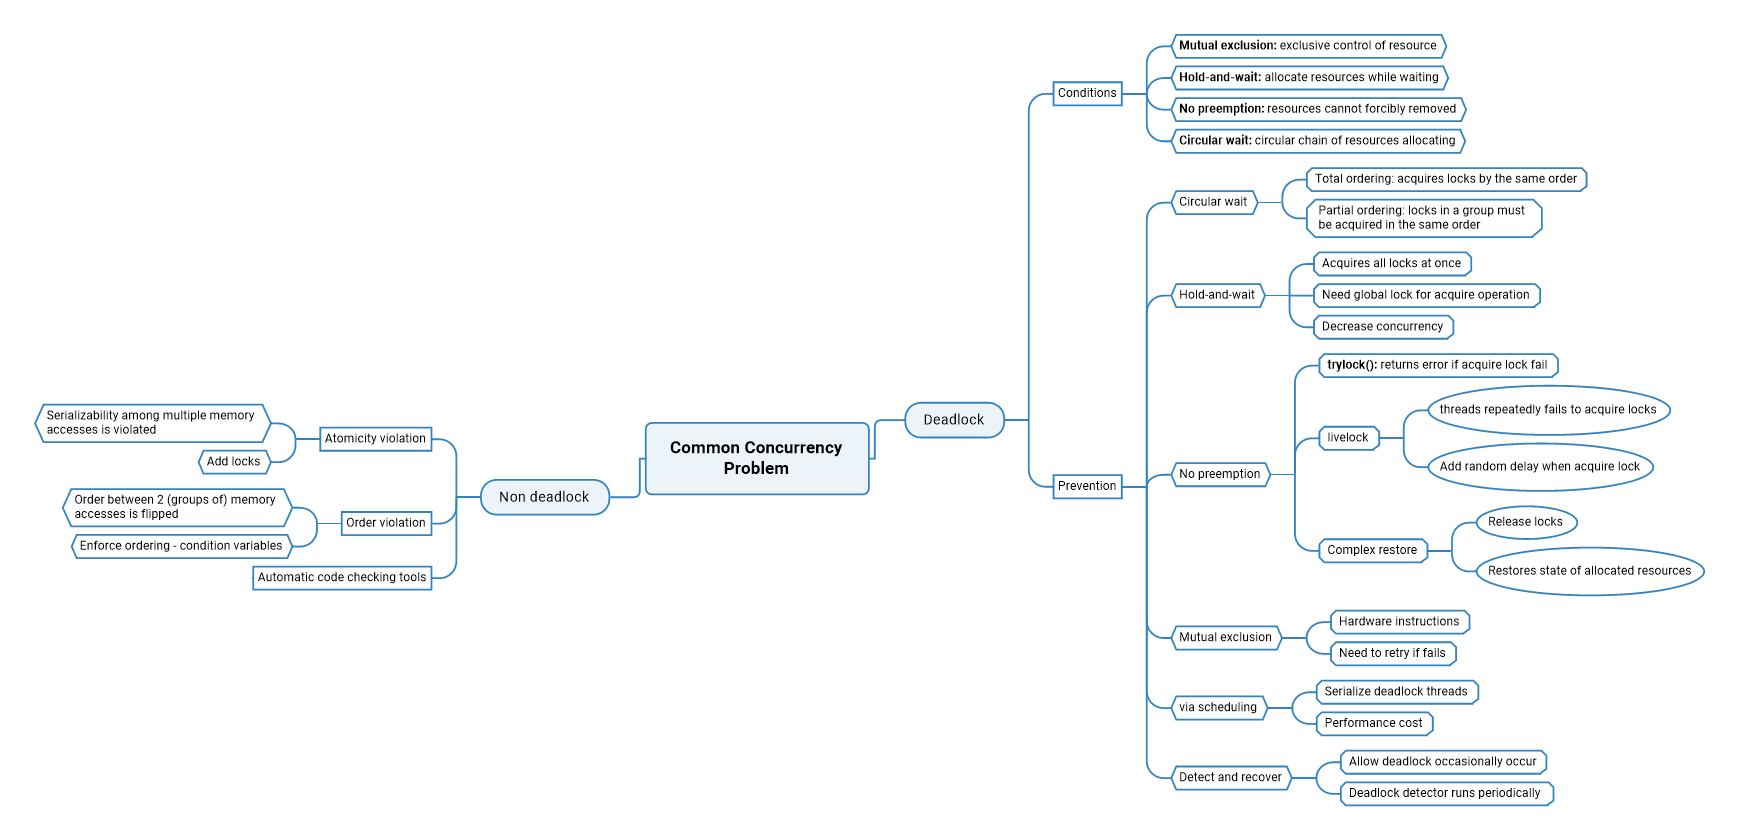 Common Concurrency
Problem
Deadlock
Conditions
Mutual exclusion: exclusive control of resource
Hold-and-wait: allocate resources while waiting
No preemption: resources cannot forcibly removed
Circular wait: circular chain of resources allocating
Prevention
Circular wait
Total ordering: acquires locks by the same order
Partial ordering: locks in a group must
be acquired in the same order
Hold-and-wait
Acquires all locks at once
Need global lock for acquire operation
Decrease concurrency
No preemption
trylock(): returns error if acquire lock fail
livelock
threads repeatedly fails to acquire locks
Add random delay when acquire lock
Complex restore
Release locks
Restores state of allocated resources
Mutual exclusion
Hardware instructions
Need to retry if fails
via scheduling
Serialize deadlock threads
Performance cost
Detect and recover
Allow deadlock occasionally occur
Deadlock detector runs periodically
Non deadlock
Atomicity violation
Serializability among multiple memory
accesses is violated
Add locks
Order violation
Order between 2 (groups of) memory
accesses is flipped
Enforce ordering - condition variables
Automatic code checking tools